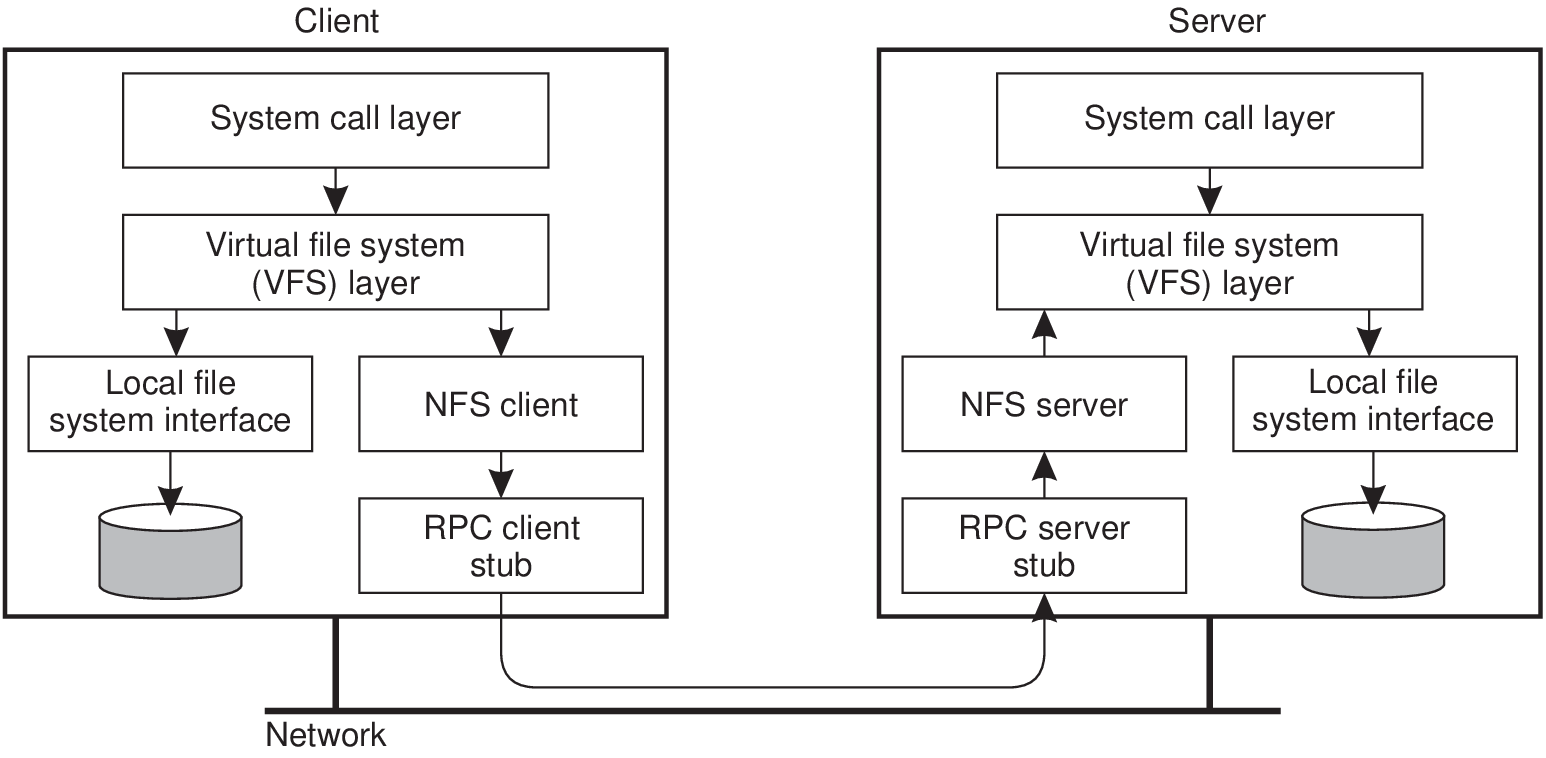 Client
System call layer
Virtual file system
(VFS) layer
Local file
system interface
NFS client
RPC client
stub
Server
System call layer
Virtual file system
(VFS) layer
NFS server
Local file
system interface
RPC server
stub
Network